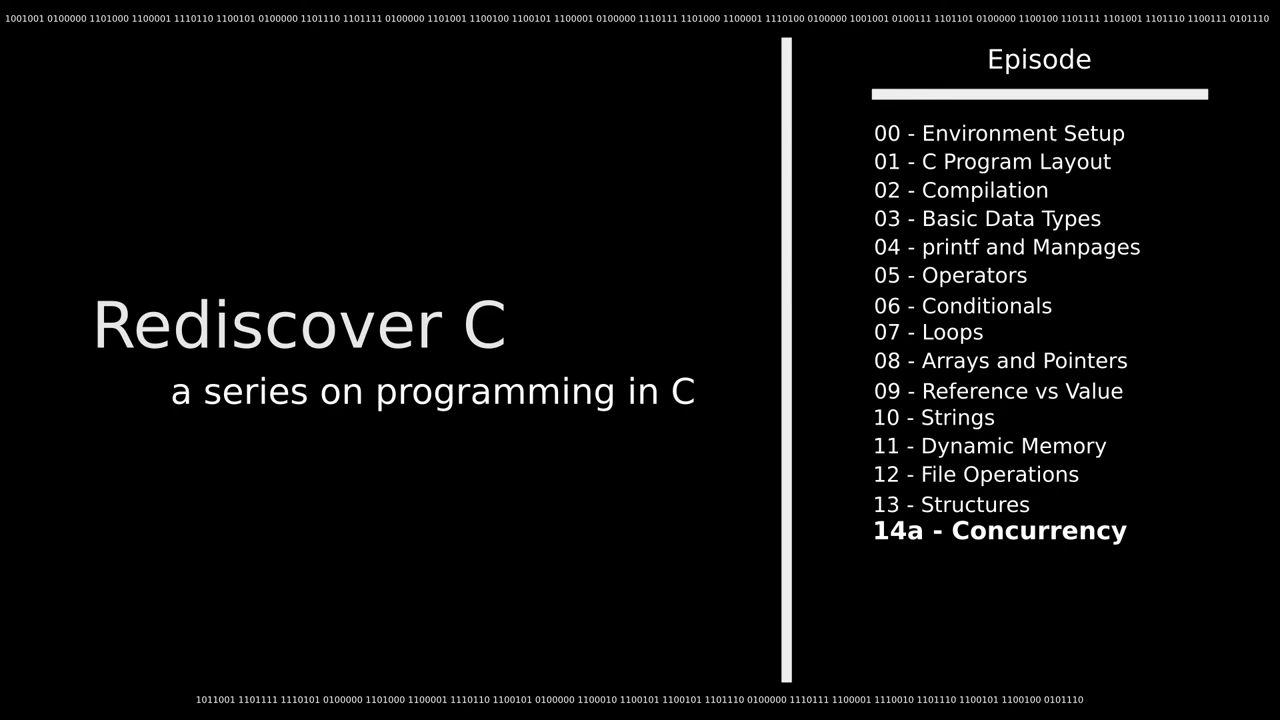 1001001 0100000 1101000 1100001 1110110 1100101 0100000 1101110 1101111 0100000 1101001 1100100 1100101 1100001 0100000 1110111 1101000 1100001 1110100 0100000 1001001 0100111 1101101 0100000 1100100 1101111 1101001 1101110 1100111 0101110
Episode
00 - Environment Setup
01 - C Program Layout
02 - Compilation
03 - Basic Data Types
04 - printf and Manpages
05 - Operators
06 - Conditionals
07 - Loops
08 - Arrays and Pointers
09 - Reference vs Value
10 - Strings
11 - Dynamic Memory
12 - File Operations
13 - Structures
14a - Concurrency
Rediscover C
a series on programming in C
1011001 1101111 1110101 0100000 1101000 1100001 1110110 1100101 0100000 1100010 1100101 1100101 1101110 0100000 1110111 1100001 1110010 1101110 1100101 1100100 0101110